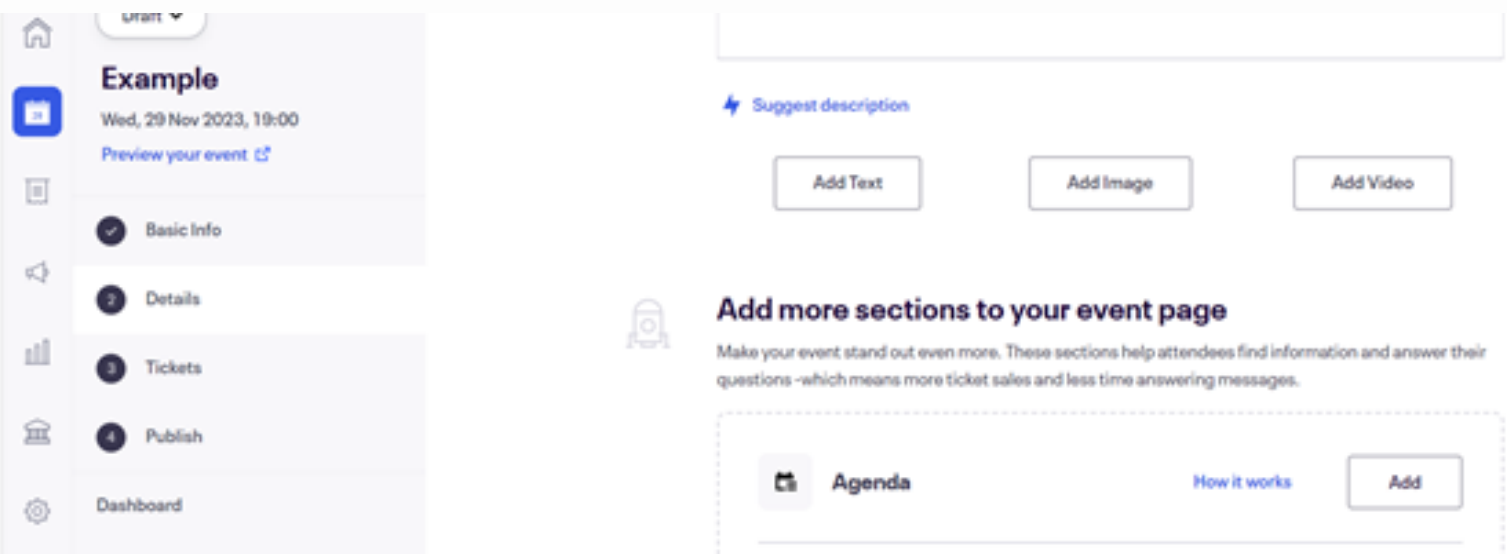 Draft
Example
Wed, 29 Nov 2023, 19:00
Preview your event
Basic Info
2 Details
3 Tickets
4 Publish
Dashboard
Suggest description
Add Text
Add Image
Add Video
Add more sections to your event page
Make your event stand out even more. These sections help attendees find information and answer their
questions -which means more ticket sales and less time answering messages.
Agenda
How it works
Add